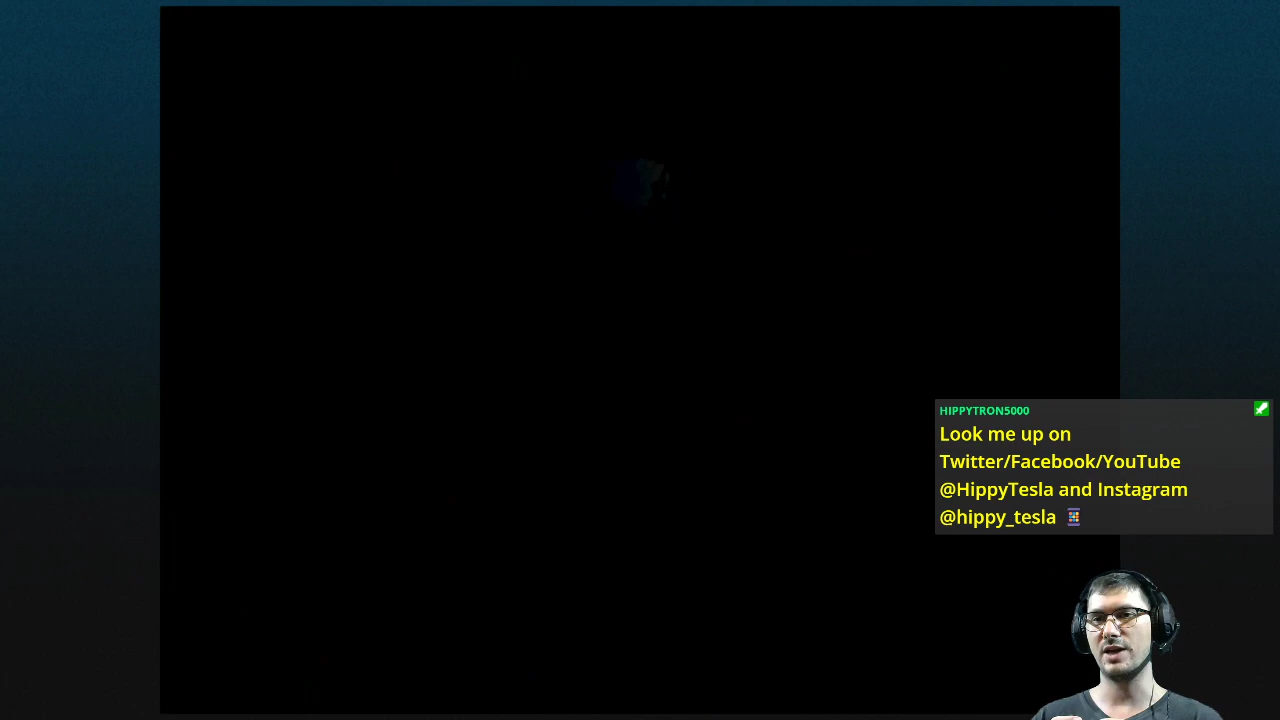 HIPPYTRON5000
Look me up on
Twitter/Facebook/YouTube
@HippyTesla and Instagram
@hippy_tesla